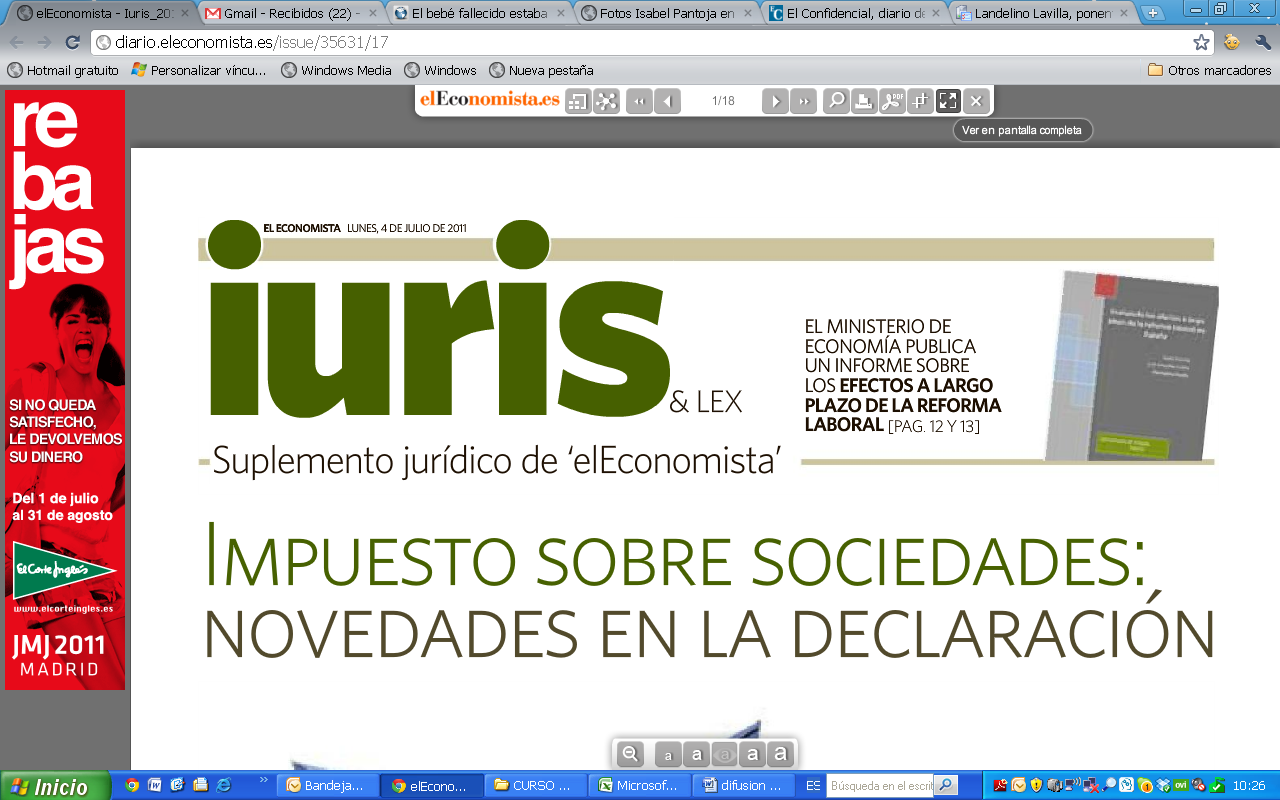 elEconomista - Iuris_201
Gmail - Recibidos (22) -
El bebé fallecido estaba
Fotos Isabel Pantoja en
El Confidencial, diario de
Landelino Lavilla, ponen
diario.eleconomista.es/issue/35631/17
Hotmail gratuito
Personalizar víncu...
Windows Media
Windows
Nueva pestaña
Otros marcadores
elEconomista.es
1/18
PDF
Ver en pantalla completa
re
ba
jas
SI NO QUEDA
SATISFECHO,
LE DEVOLVEMOS
SU DINERO
Del 1 de julio
al 31 de agosto
El Corte Inglés
www.elcorteingles.es
JMJ 2011
MADRID
EL ECONOMISTA LUNES, 4 DE JULIO DE 2011
iuris
& LEX
Suplemento jurídico de ‘elEconomista’
EL MINISTERIO DE
ECONOMÍA PUBLICA
UN INFORME SOBRE
LOS EFECTOS A LARGO
PLAZO DE LA REFORMA
LABORAL [PAG. 12 Y 13]
IMPUESTO SOBRE SOCIEDADES:
NOVEDADES EN LA DECLARACIÓN
a a a a a
Inicio
Bandeja...
elEcono...
CURSO ...
Microsof...
difusion ...
ES
Búsqueda en el escrit
ovi
10:26